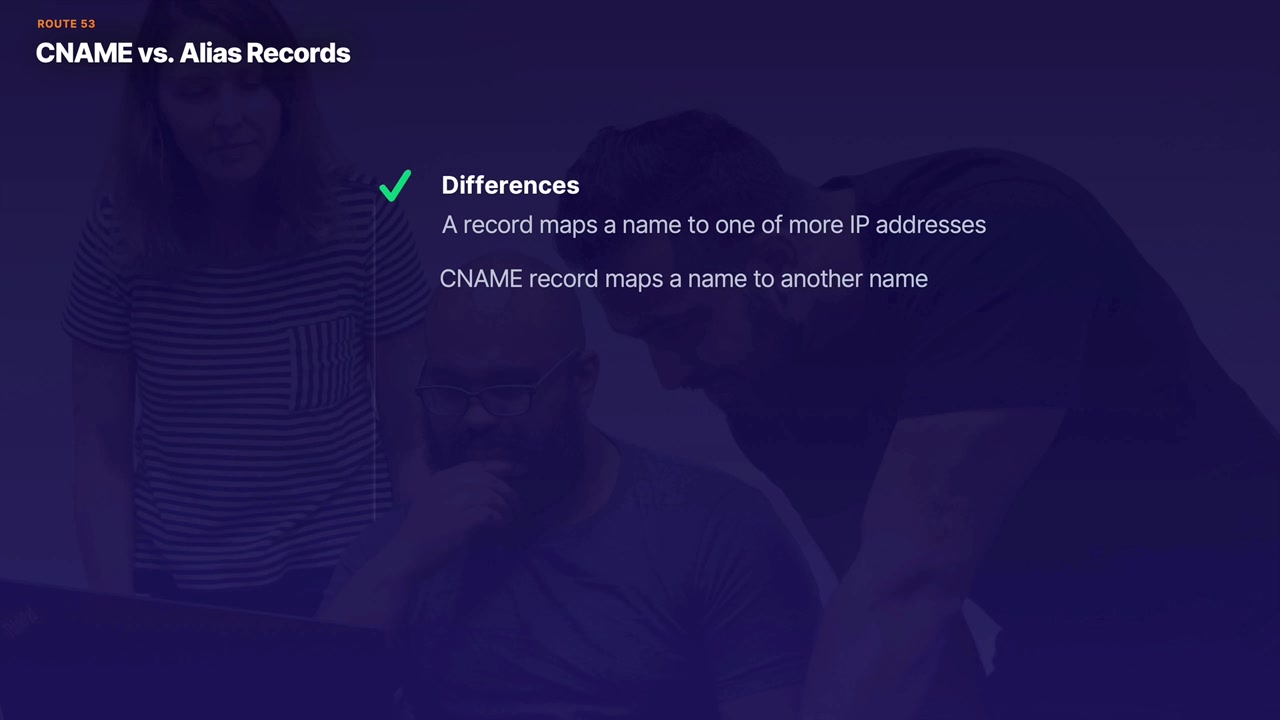 ROUTE 53
CNAME vs. Alias Records
Differences
A record maps a name to one of more IP addresses
CNAME record maps a name to another name